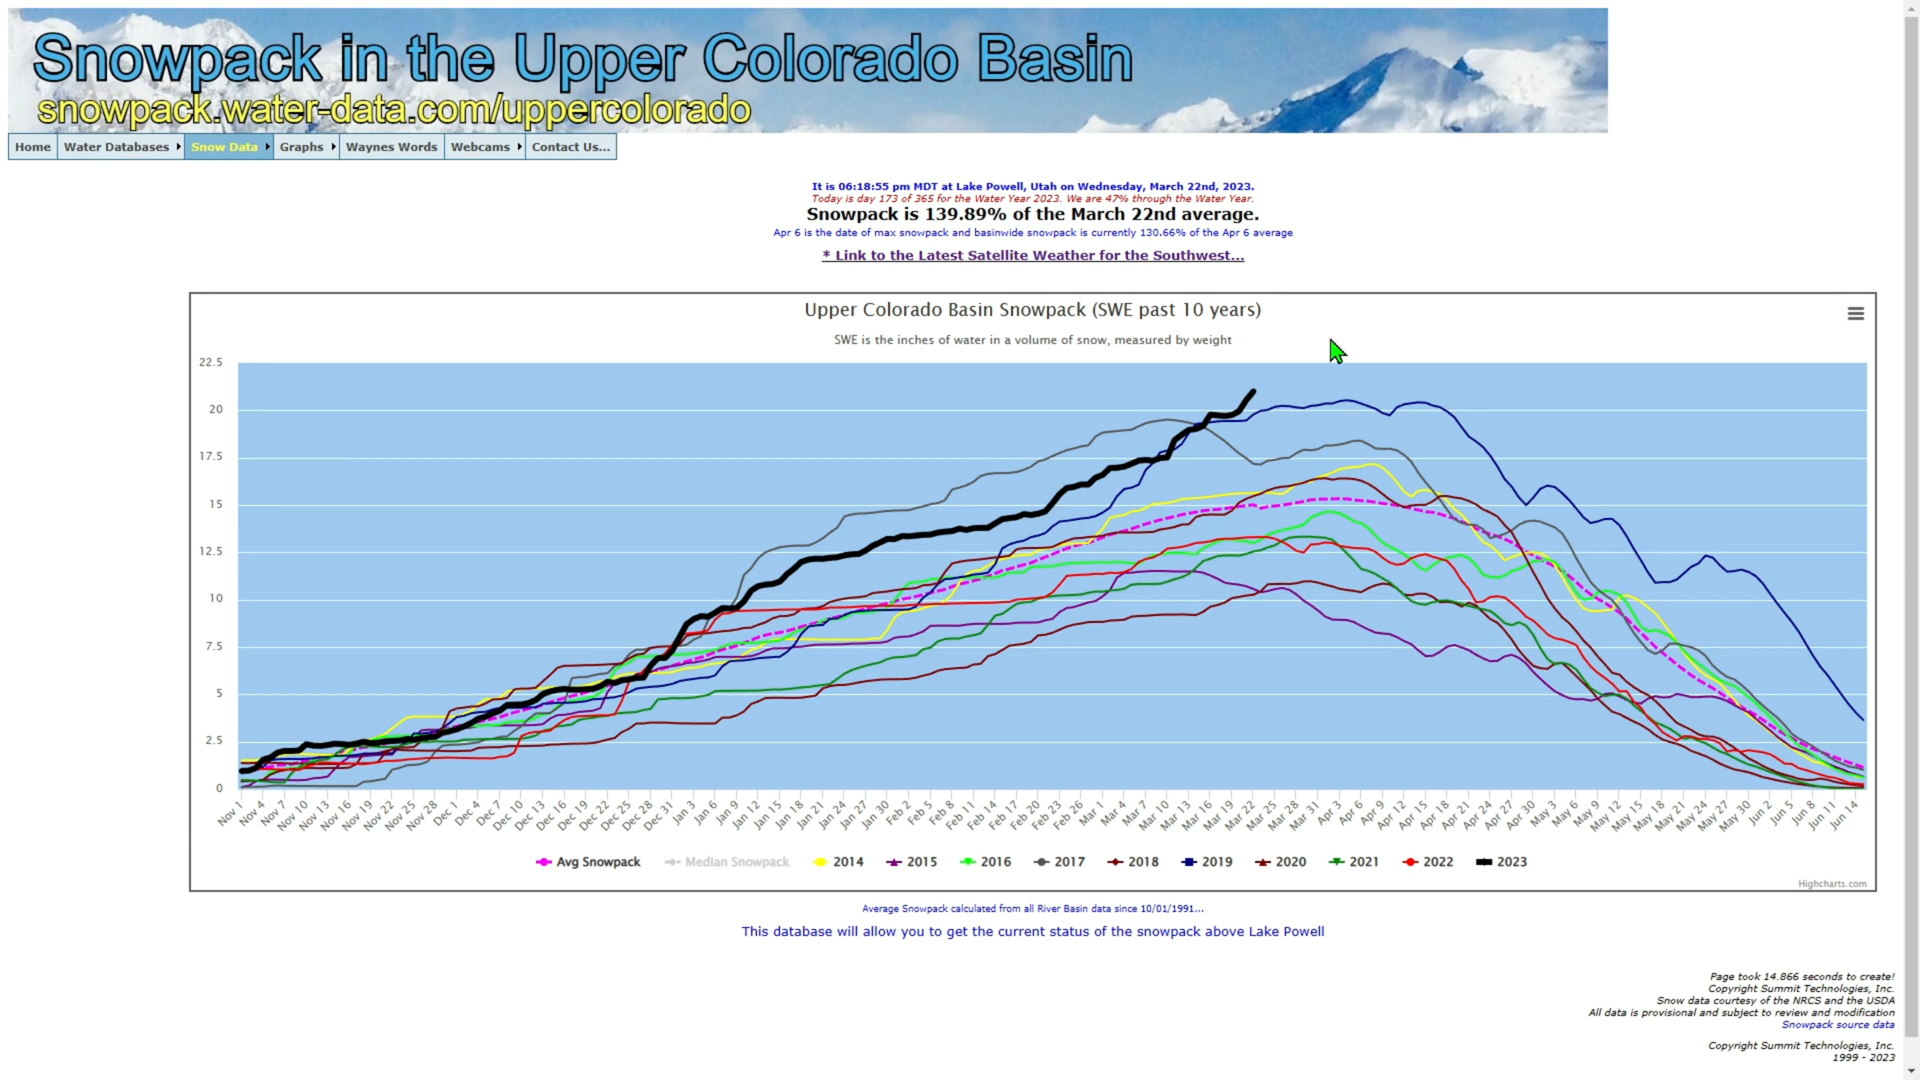 Snowpack in the Upper Colorado Basin
snowpack.water-data.com/uppercolorado
Home Water Databases Snow Data Graphs Waynes Words Webcams Contact Us...
It is 06:18:55 pm MDT at Lake Powell, Utah on Wednesday, March 22nd, 2023.
Today is day 173 of 365 for the Water Year 2023. We are 47% through the Water Year.
Snowpack is 139.89% of the March 22nd average.
Apr 6 is the date of max snowpack and basinwide snowpack is currently 130.66% of the Apr 6 average
* Link to the Latest Satellite Weather for the Southwest...
Upper Colorado Basin Snowpack (SWE past 10 years)
SWE is the inches of water in a volume of snow, measured by weight
22.5
20
17.5
15
12.5
10
7.5
5
2.5
0
Nov 1 Nov 4 Nov 7 Nov 10 Nov 13 Nov 16 Nov 19 Nov 22 Nov 25 Nov 28 Dec 1 Dec 4 Dec 7 Dec 10 Dec 13 Dec 16 Dec 19 Dec 22 Dec 25 Dec 28 Dec 31 Jan 3 Jan 6 Jan 9 Jan 12 Jan 15 Jan 18 Jan 21 Jan 24 Jan 27 Jan 30 Feb 2 Feb 5 Feb 8 Feb 11 Feb 14 Feb 17 Feb 20 Feb 23 Feb 26 Mar 1 Mar 4 Mar 7 Mar 10 Mar 13 Mar 16 Mar 19 Mar 22 Mar 25 Mar 28 Mar 31 Apr 3 Apr 6 Apr 9 Apr 12 Apr 15 Apr 18 Apr 21 Apr 24 Apr 27 Apr 30 May 3 May 6 May 9 May 12 May 15 May 18 May 21 May 24 May 27 May 30 Jun 2 Jun 5 Jun 8 Jun 11 Jun 14
Avg Snowpack Median Snowpack 2014 2015 2016 2017 2018 2019 2020 2021 2022 2023
Highcharts.com
Average Snowpack calculated from all River Basin data since 10/01/1991...
This database will allow you to get the current status of the snowpack above Lake Powell
Page took 14.866 seconds to create!
Copyright Summit Technologies, Inc.
Snow data courtesy of the NRCS and the USDA
All data is provisional and subject to review and modification
Snowpack source data
Copyright Summit Technologies, Inc.
1999 - 2023